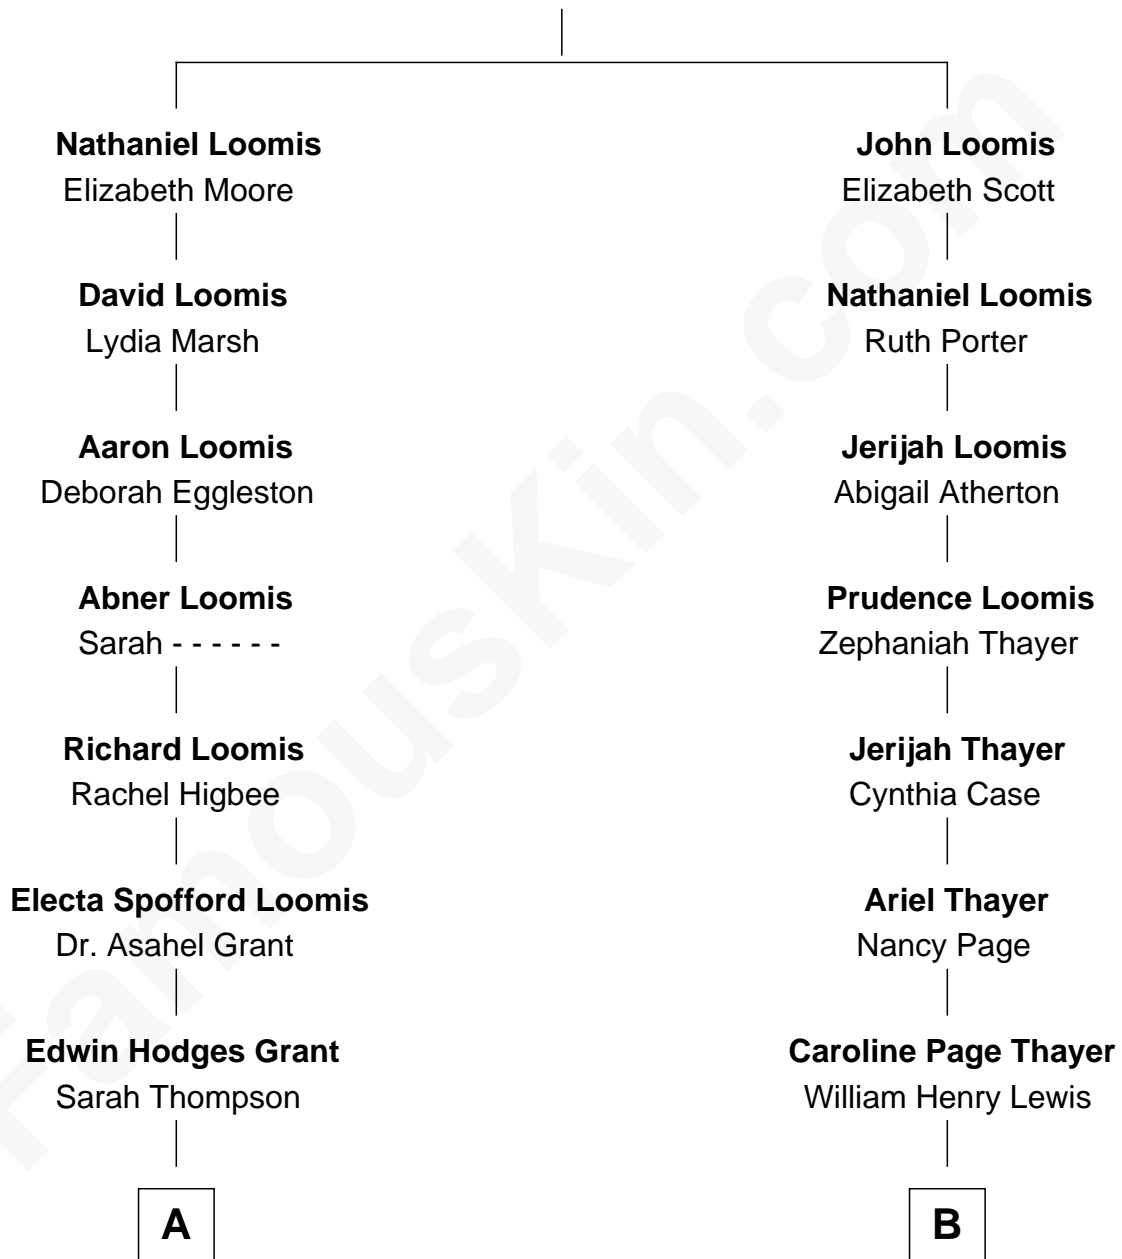 Nathaniel Loomis
Elizabeth Moore
David Loomis
Lydia Marsh
Aaron Loomis
Deborah Eggleston
Abner Loomis
Sarah - - - - - -
Richard Loomis
Rachel Higbee
Electa Spofford Loomis
Dr. Asahel Grant
Edwin Hodges Grant
Sarah Thompson
A
John Loomis
Elizabeth Scott
Nathaniel Loomis
Ruth Porter
Jerijah Loomis
Abigail Atherton
Prudence Loomis
Zephaniah Thayer
Jerijah Thayer
Cynthia Case
Ariel Thayer
Nancy Page
Caroline Page Thayer
William Henry Lewis
B
FamousKin.com